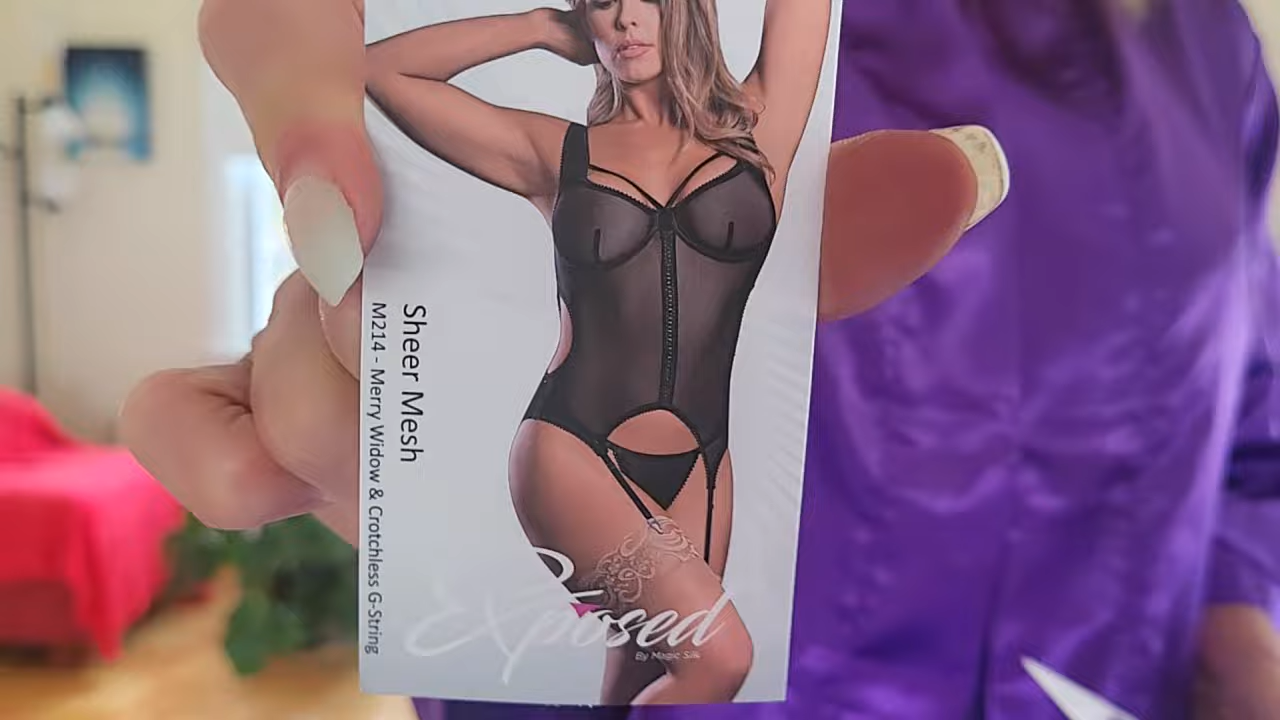 Sheer Mesh
M214 - Merry Widow & Crotchless G-String
Exposed
By Magic Silk